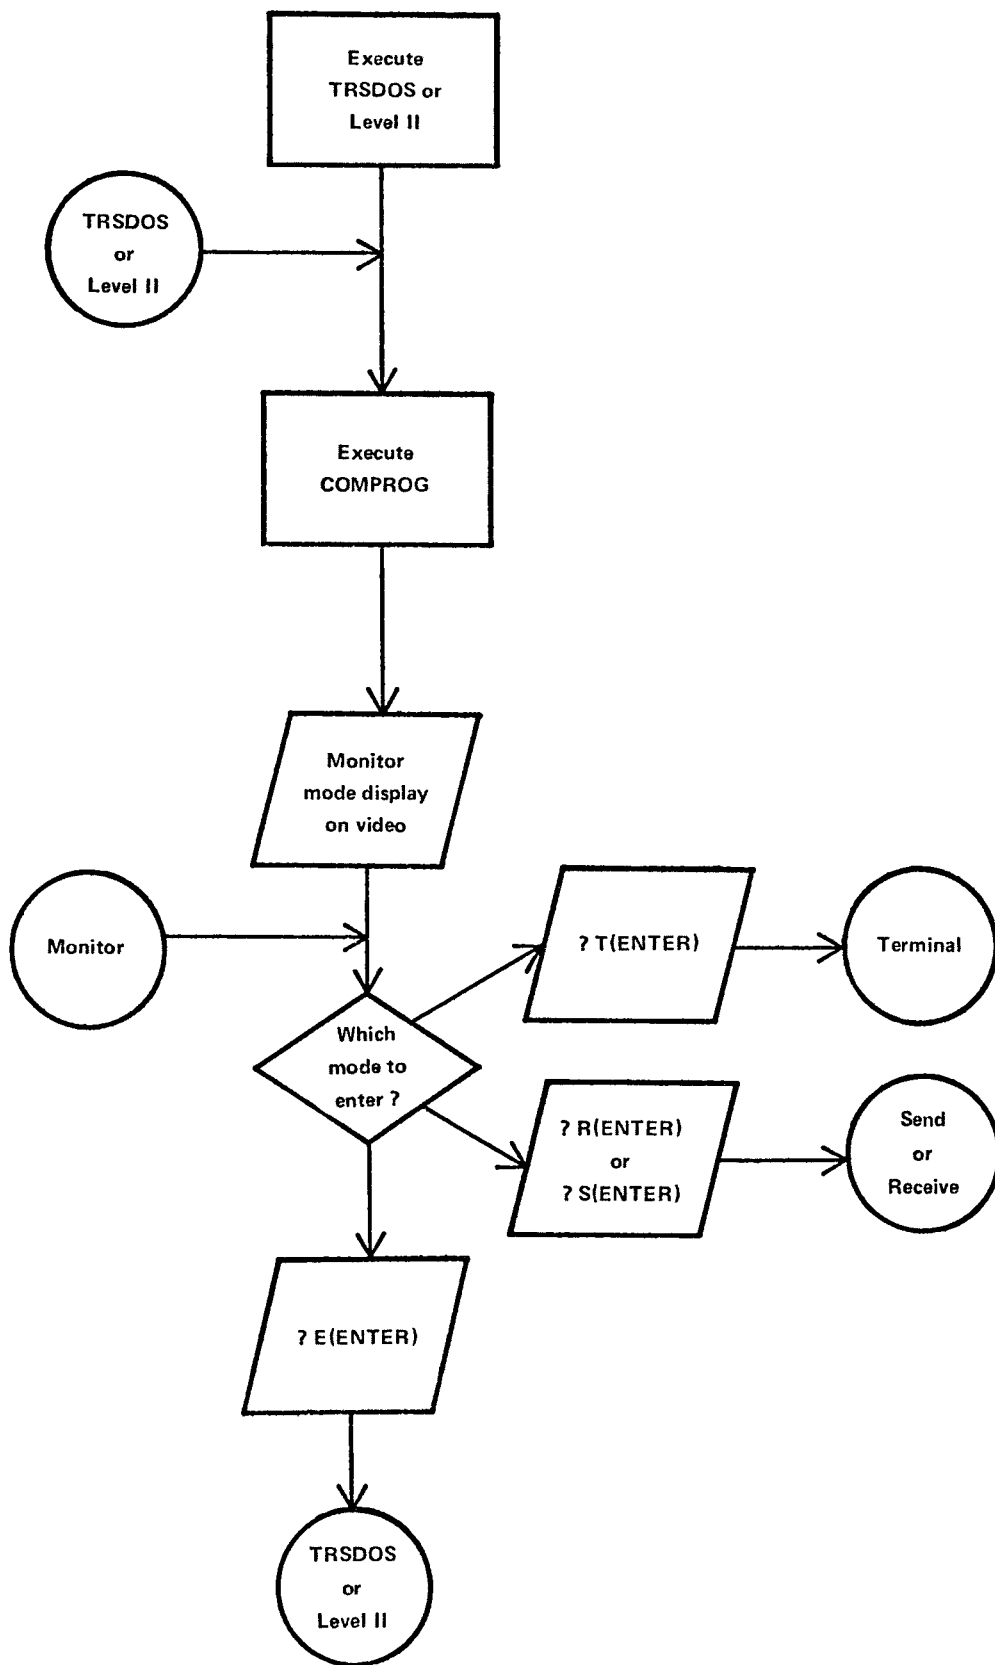 Execute
TRSDOS or
Level II
TRSDOS
or
Level II
Execute
COMPROG
Monitor
mode display
on video
Monitor
? T(ENTER)
Terminal
Which
mode to
enter ?
? R(ENTER)
or
? S(ENTER)
Send
or
Receive
? E(ENTER)
TRSDOS
or
Level II